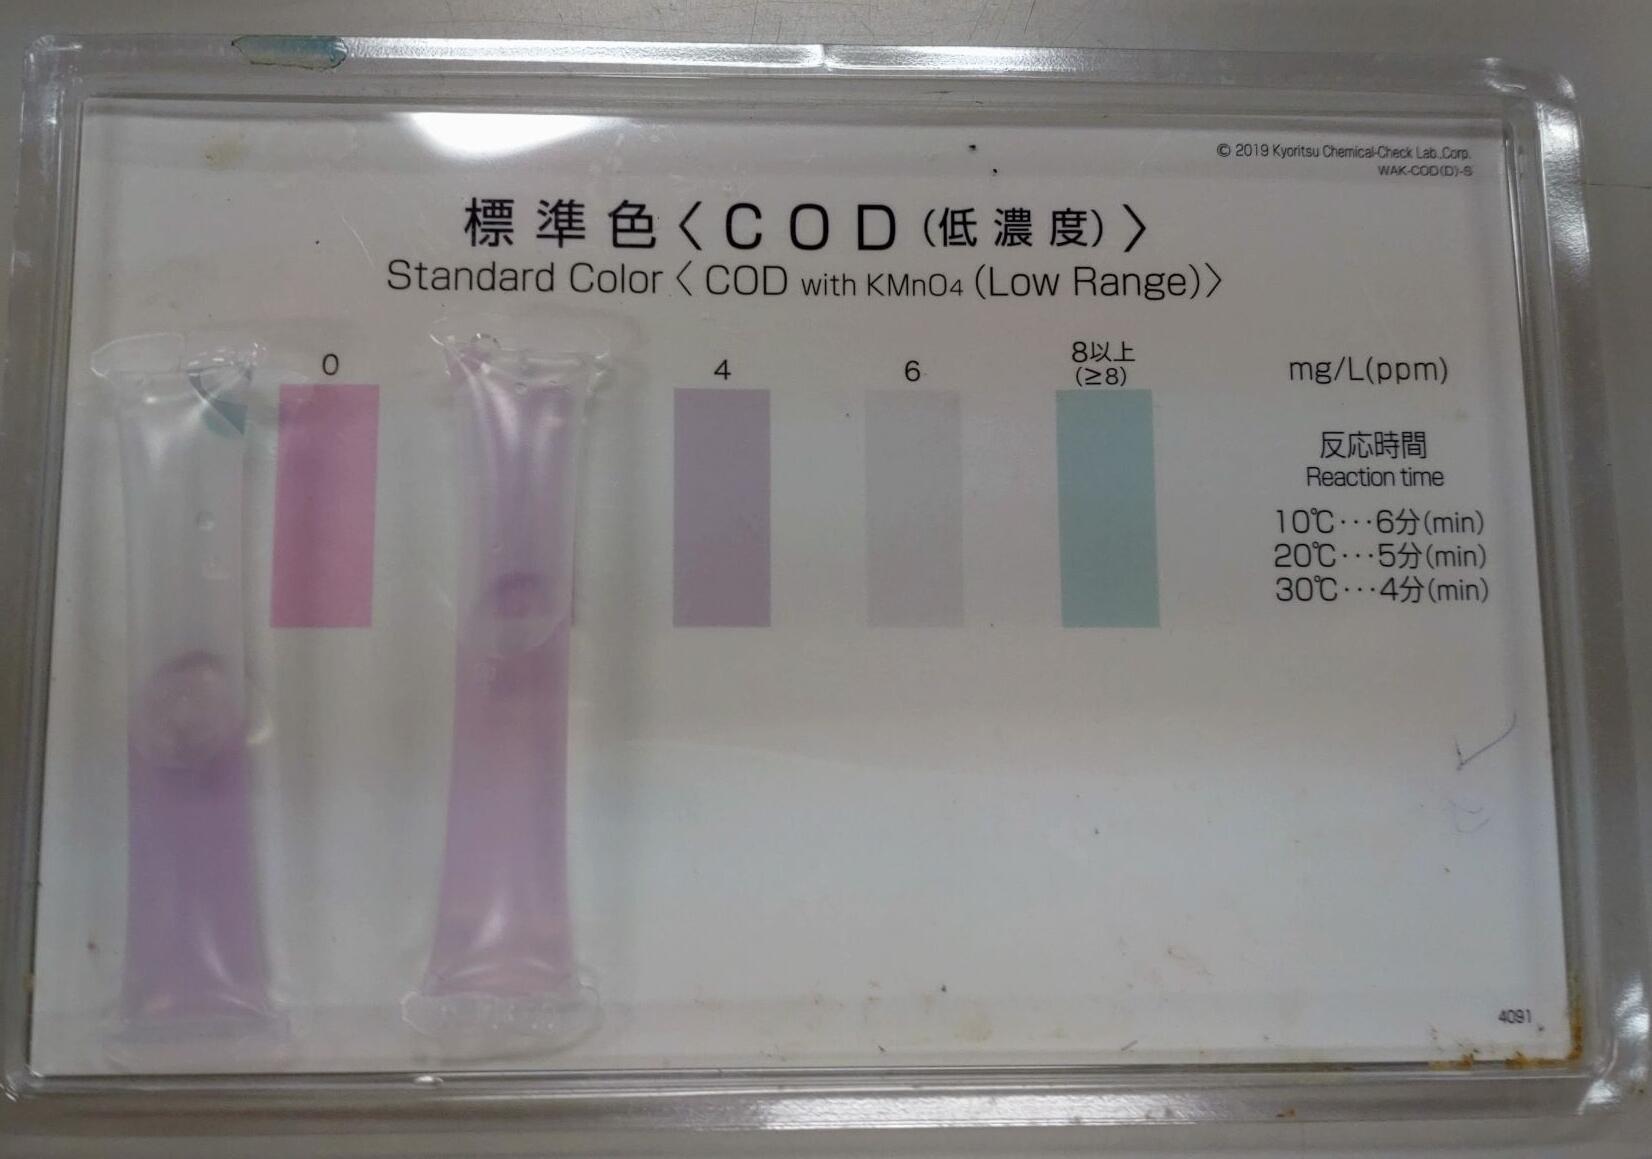 © 2019 Kyoritsu Chemical-Check Lab.,Corp.
WAK-COD(D)-S
標準色〈COD(低濃度)〉
Standard Color〈COD with KMnO4 (Low Range)〉
0
4
6
8以上
(≥8)
mg/L(ppm)
反応時間
Reaction time
10℃···6分(min)
20℃···5分(min)
30℃···4分(min)
4091